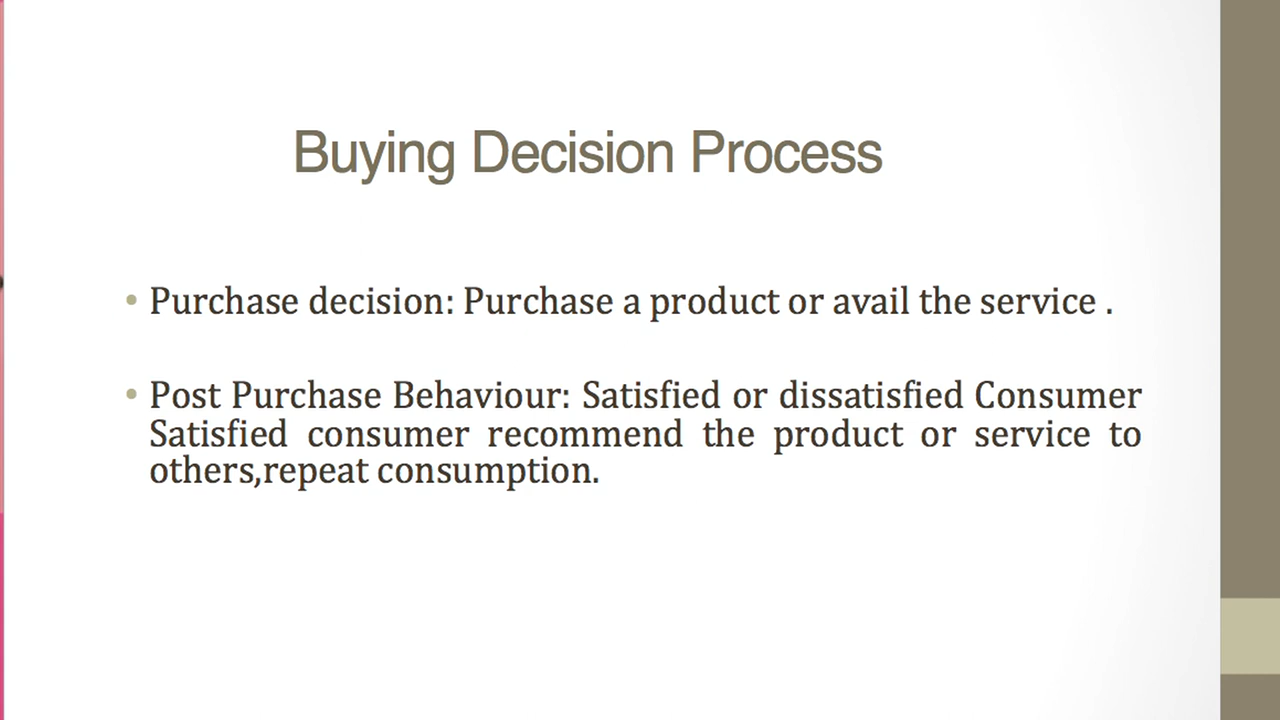 Buying Decision Process
• Purchase decision: Purchase a product or avail the service .
• Post Purchase Behaviour: Satisfied or dissatisfied Consumer
Satisfied consumer recommend the product or service to
others,repeat consumption.